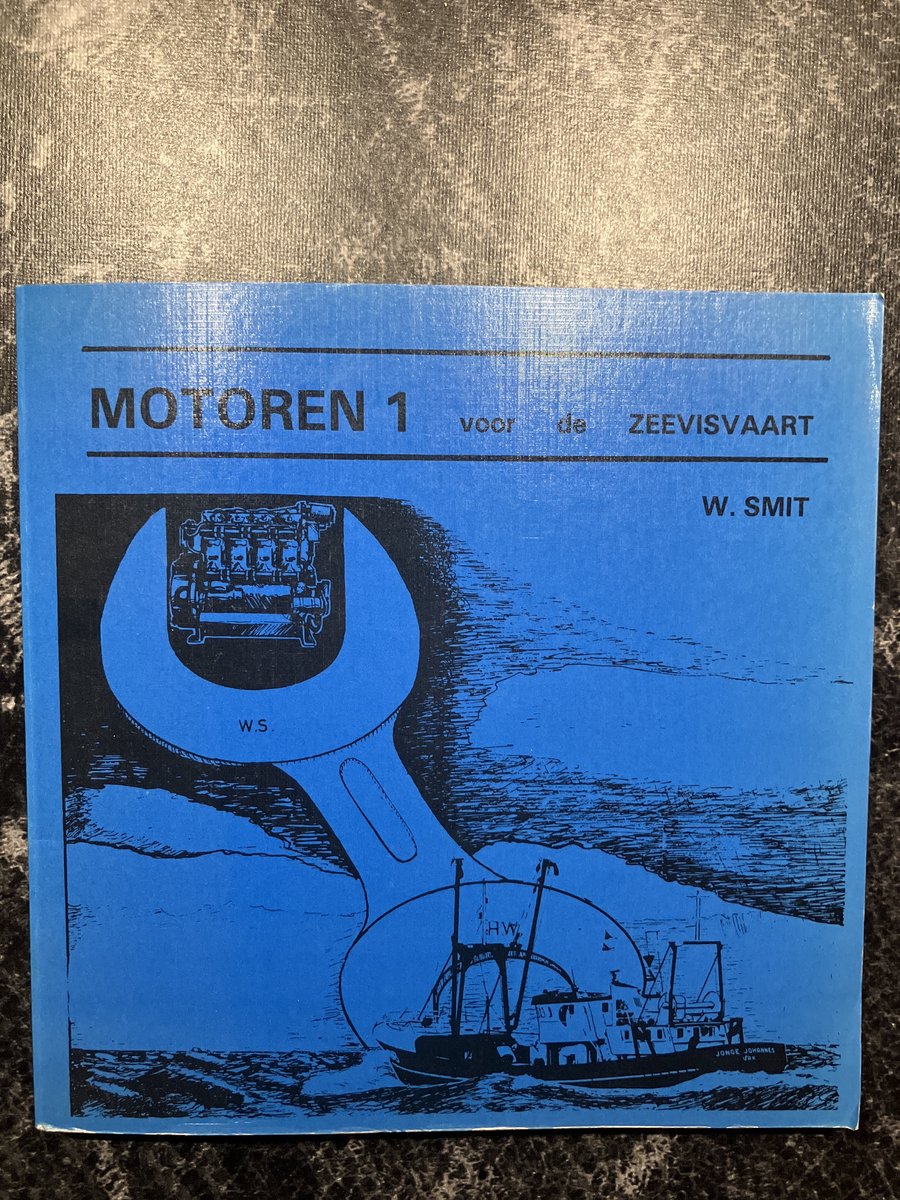 MOTOREN 1 voor de ZEEVISVAART
W. SMIT
W.S.
H.W.
JONGE JOHANNES